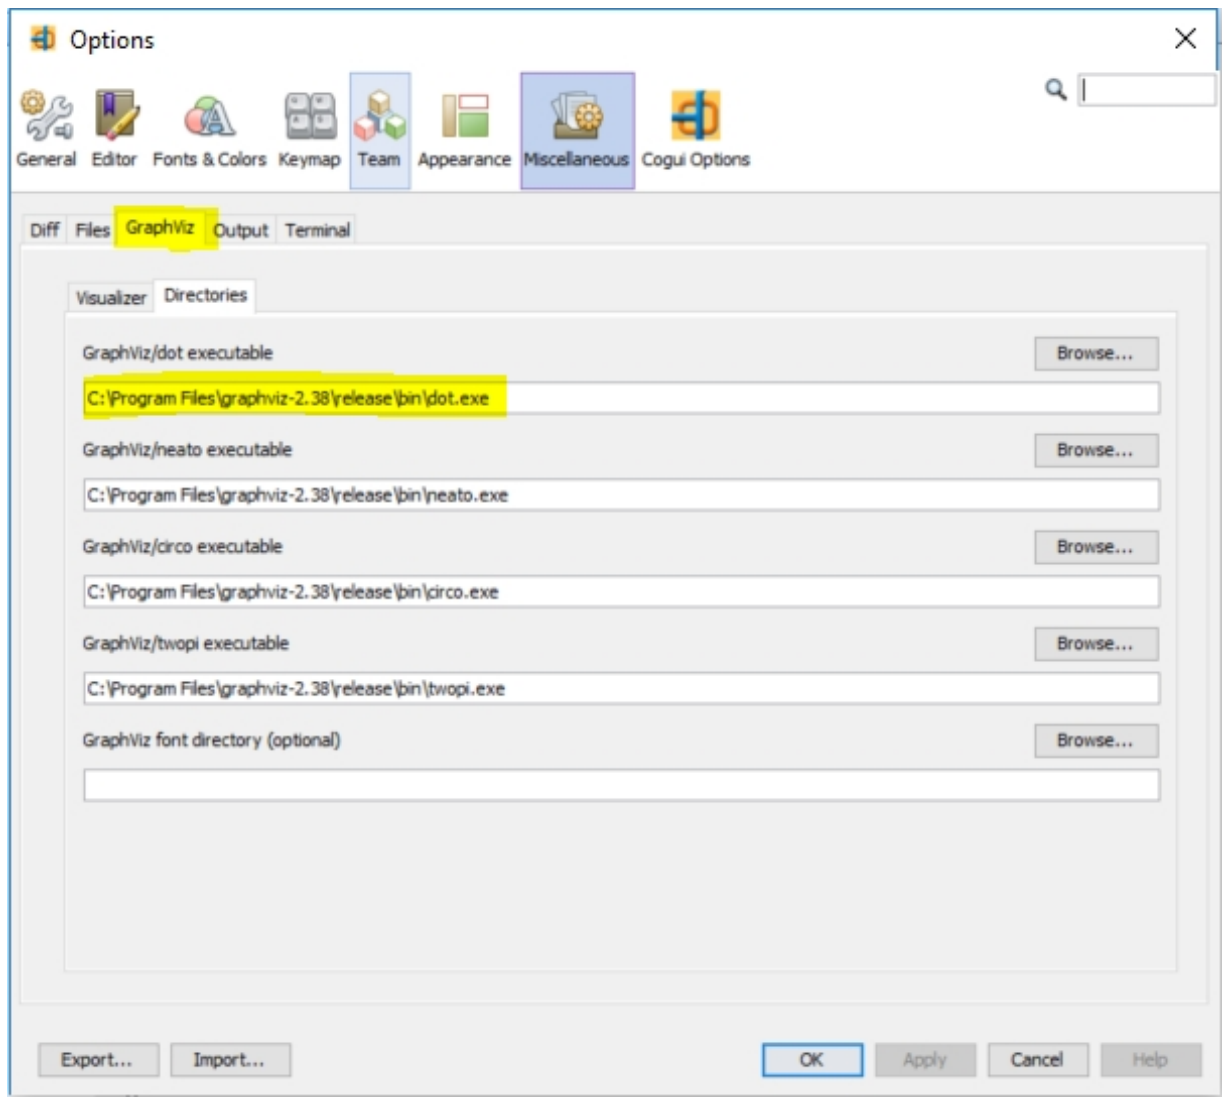 Options
General Editor Fonts & Colors Keymap Team Appearance Miscellaneous Cogui Options
Diff Files GraphViz Output Terminal
Visualizer Directories
GraphViz/dot executable Browse...
C:\Program Files\graphviz-2.38\release\bin\dot.exe
GraphViz/neato executable Browse...
C:\Program Files\graphviz-2.38\release\bin\neato.exe
GraphViz/circo executable Browse...
C:\Program Files\graphviz-2.38\release\bin\circo.exe
GraphViz/twopi executable Browse...
C:\Program Files\graphviz-2.38\release\bin\twopi.exe
GraphViz font directory (optional) Browse...
Export... Import... OK Apply Cancel Help